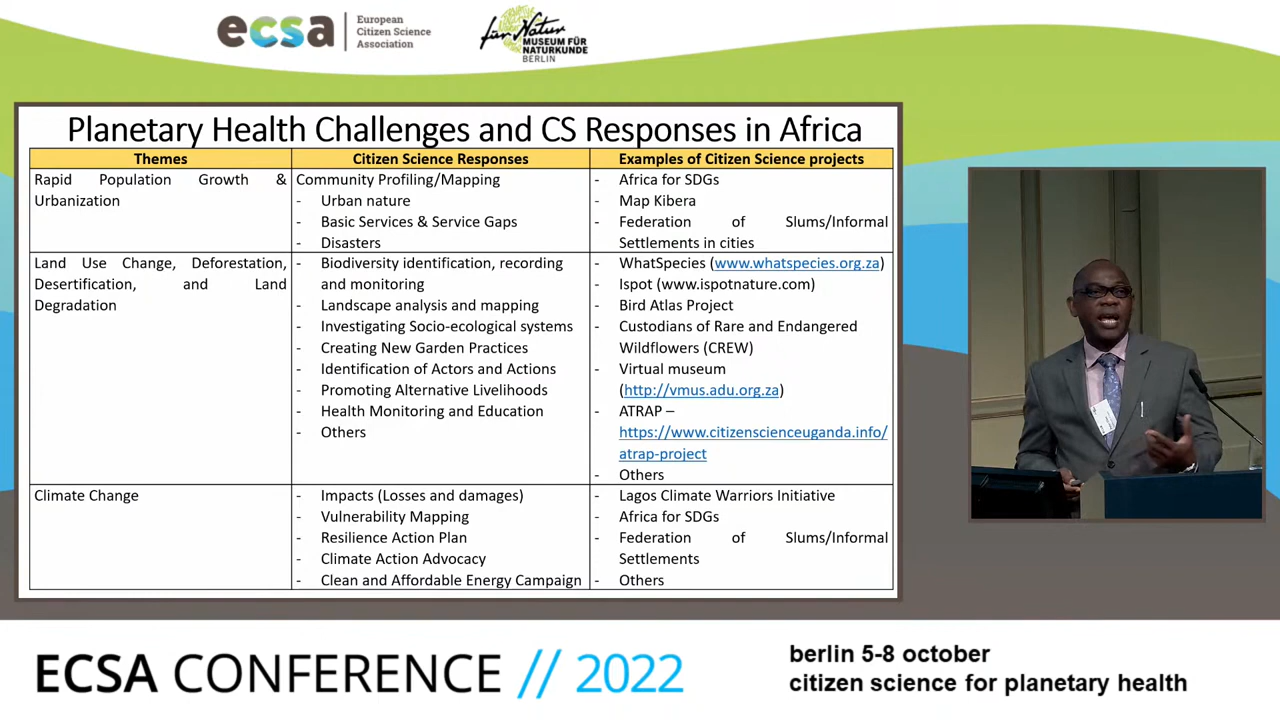 ecsa
European
Citizen Science
Association
für Natur
MUSEUM FÜR
NATURKUNDE
BERLIN
Planetary Health Challenges and CS Responses in Africa
Themes
Citizen Science Responses
Examples of Citizen Science projects
Rapid Population Growth &
Urbanization
Community Profiling/Mapping
- Urban nature
- Basic Services & Service Gaps
- Disasters
- Africa for SDGs
- Map Kibera
- Federation of Slums/Informal
Settlements in cities
Land Use Change, Deforestation,
Desertification, and Land
Degradation
- Biodiversity identification, recording
and monitoring
- Landscape analysis and mapping
- Investigating Socio-ecological systems
- Creating New Garden Practices
- Identification of Actors and Actions
- Promoting Alternative Livelihoods
- Health Monitoring and Education
- Others
- WhatSpecies (www.whatspecies.org.za)
- Ispot (www.ispotnature.com)
- Bird Atlas Project
- Custodians of Rare and Endangered
Wildflowers (CREW)
- Virtual museum
(http://vmus.adu.org.za)
- ATRAP –
https://www.citizenscienceuganda.info/
atrap-project
- Others
Climate Change
- Impacts (Losses and damages)
- Vulnerability Mapping
- Resilience Action Plan
- Climate Action Advocacy
- Clean and Affordable Energy Campaign
- Lagos Climate Warriors Initiative
- Africa for SDGs
- Federation of Slums/Informal
Settlements
- Others
ECSA CONFERENCE // 2022
berlin 5-8 october
citizen science for planetary health